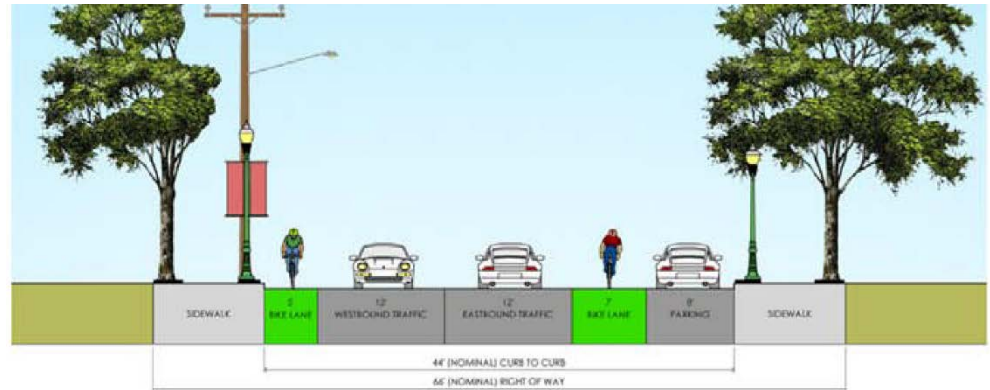 5'
12'
12'
7'
8'
SIDEWALK
BIKE LANE
WESTBOUND TRAFFIC
EASTBOUND TRAFFIC
BIKE LANE
PARKING
SIDEWALK
44' (NOMINAL) CURB TO CURB
66' (NOMINAL) RIGHT OF WAY